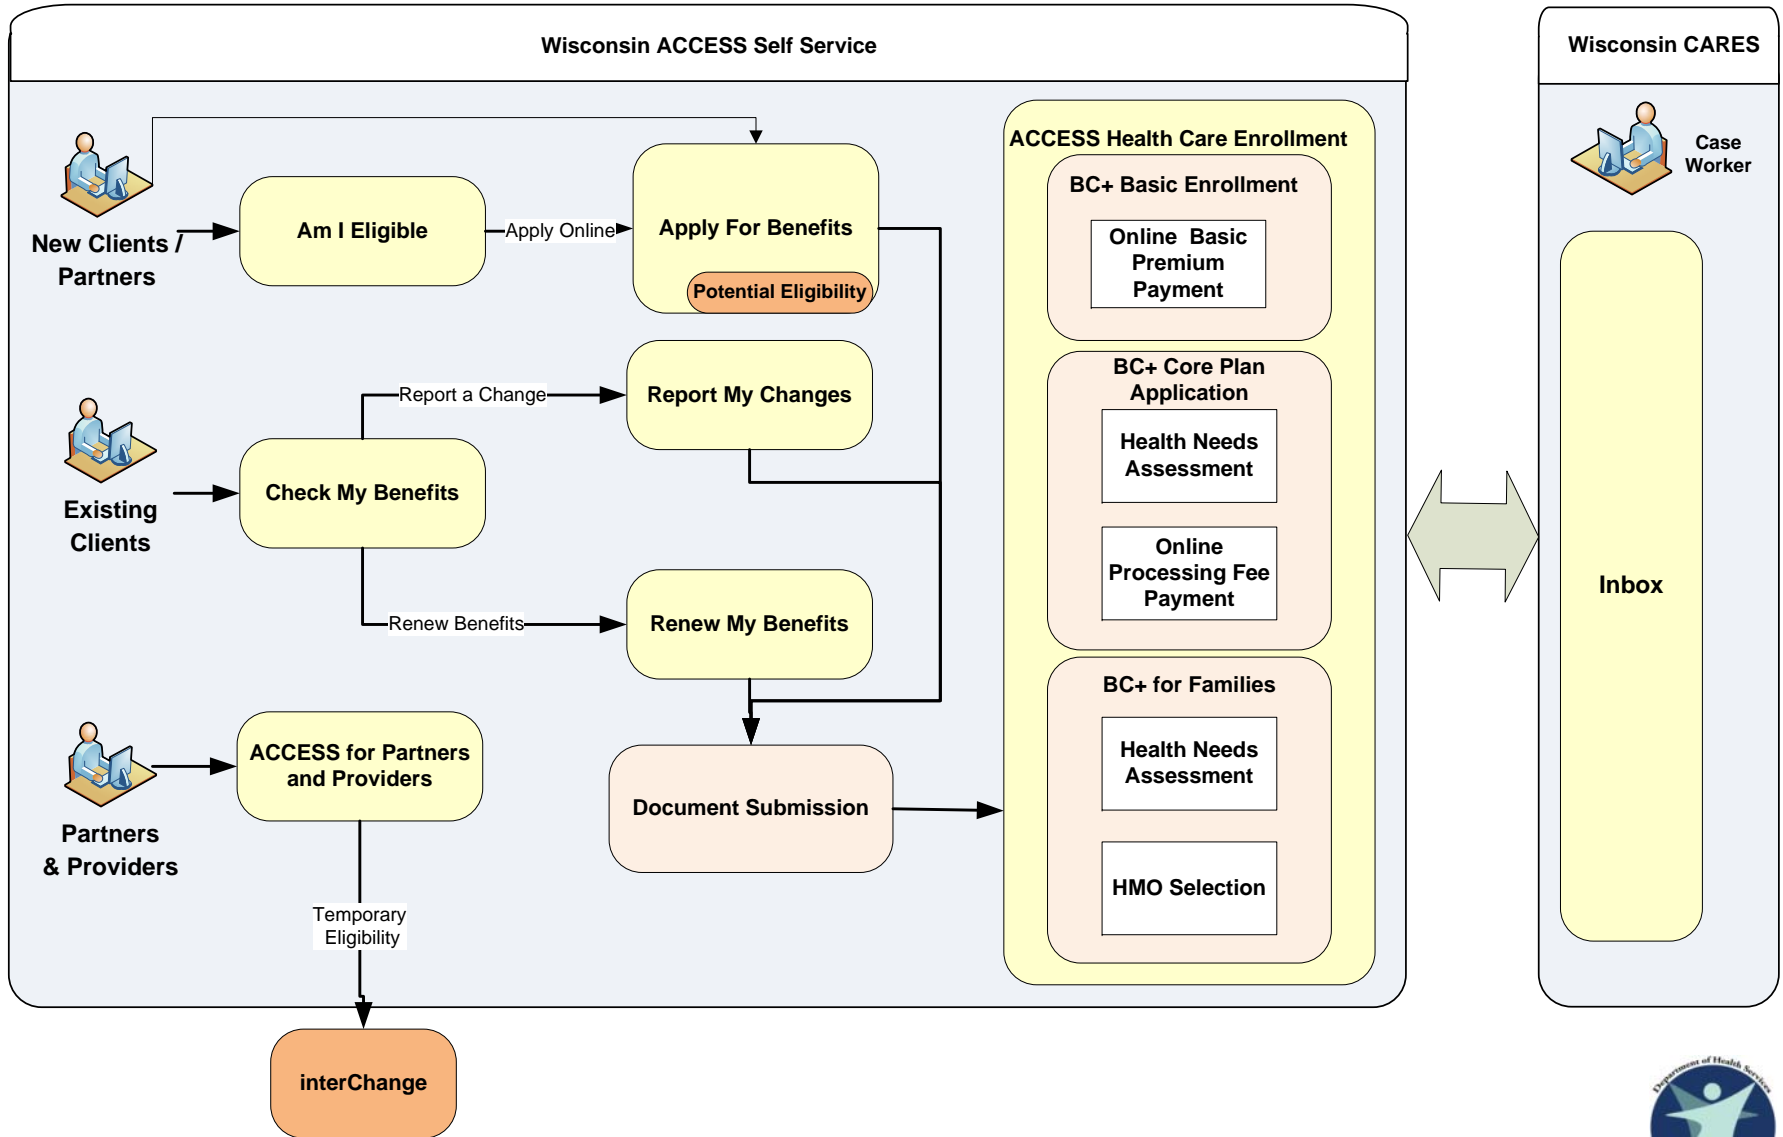 Wisconsin ACCESS Self Service
Wisconsin CARES
Case
Worker
New Clients /
Partners
Am I Eligible
Apply Online
Apply For Benefits
Potential Eligibility
Existing
Clients
Check My Benefits
Report a Change
Report My Changes
Renew Benefits
Renew My Benefits
Partners
& Providers
ACCESS for Partners
and Providers
Temporary
Eligibility
interChange
Document Submission
ACCESS Health Care Enrollment
BC+ Basic Enrollment
Online Basic
Premium
Payment
BC+ Core Plan
Application
Health Needs
Assessment
Online
Processing Fee
Payment
BC+ for Families
Health Needs
Assessment
HMO Selection
Inbox
Department of Health Services